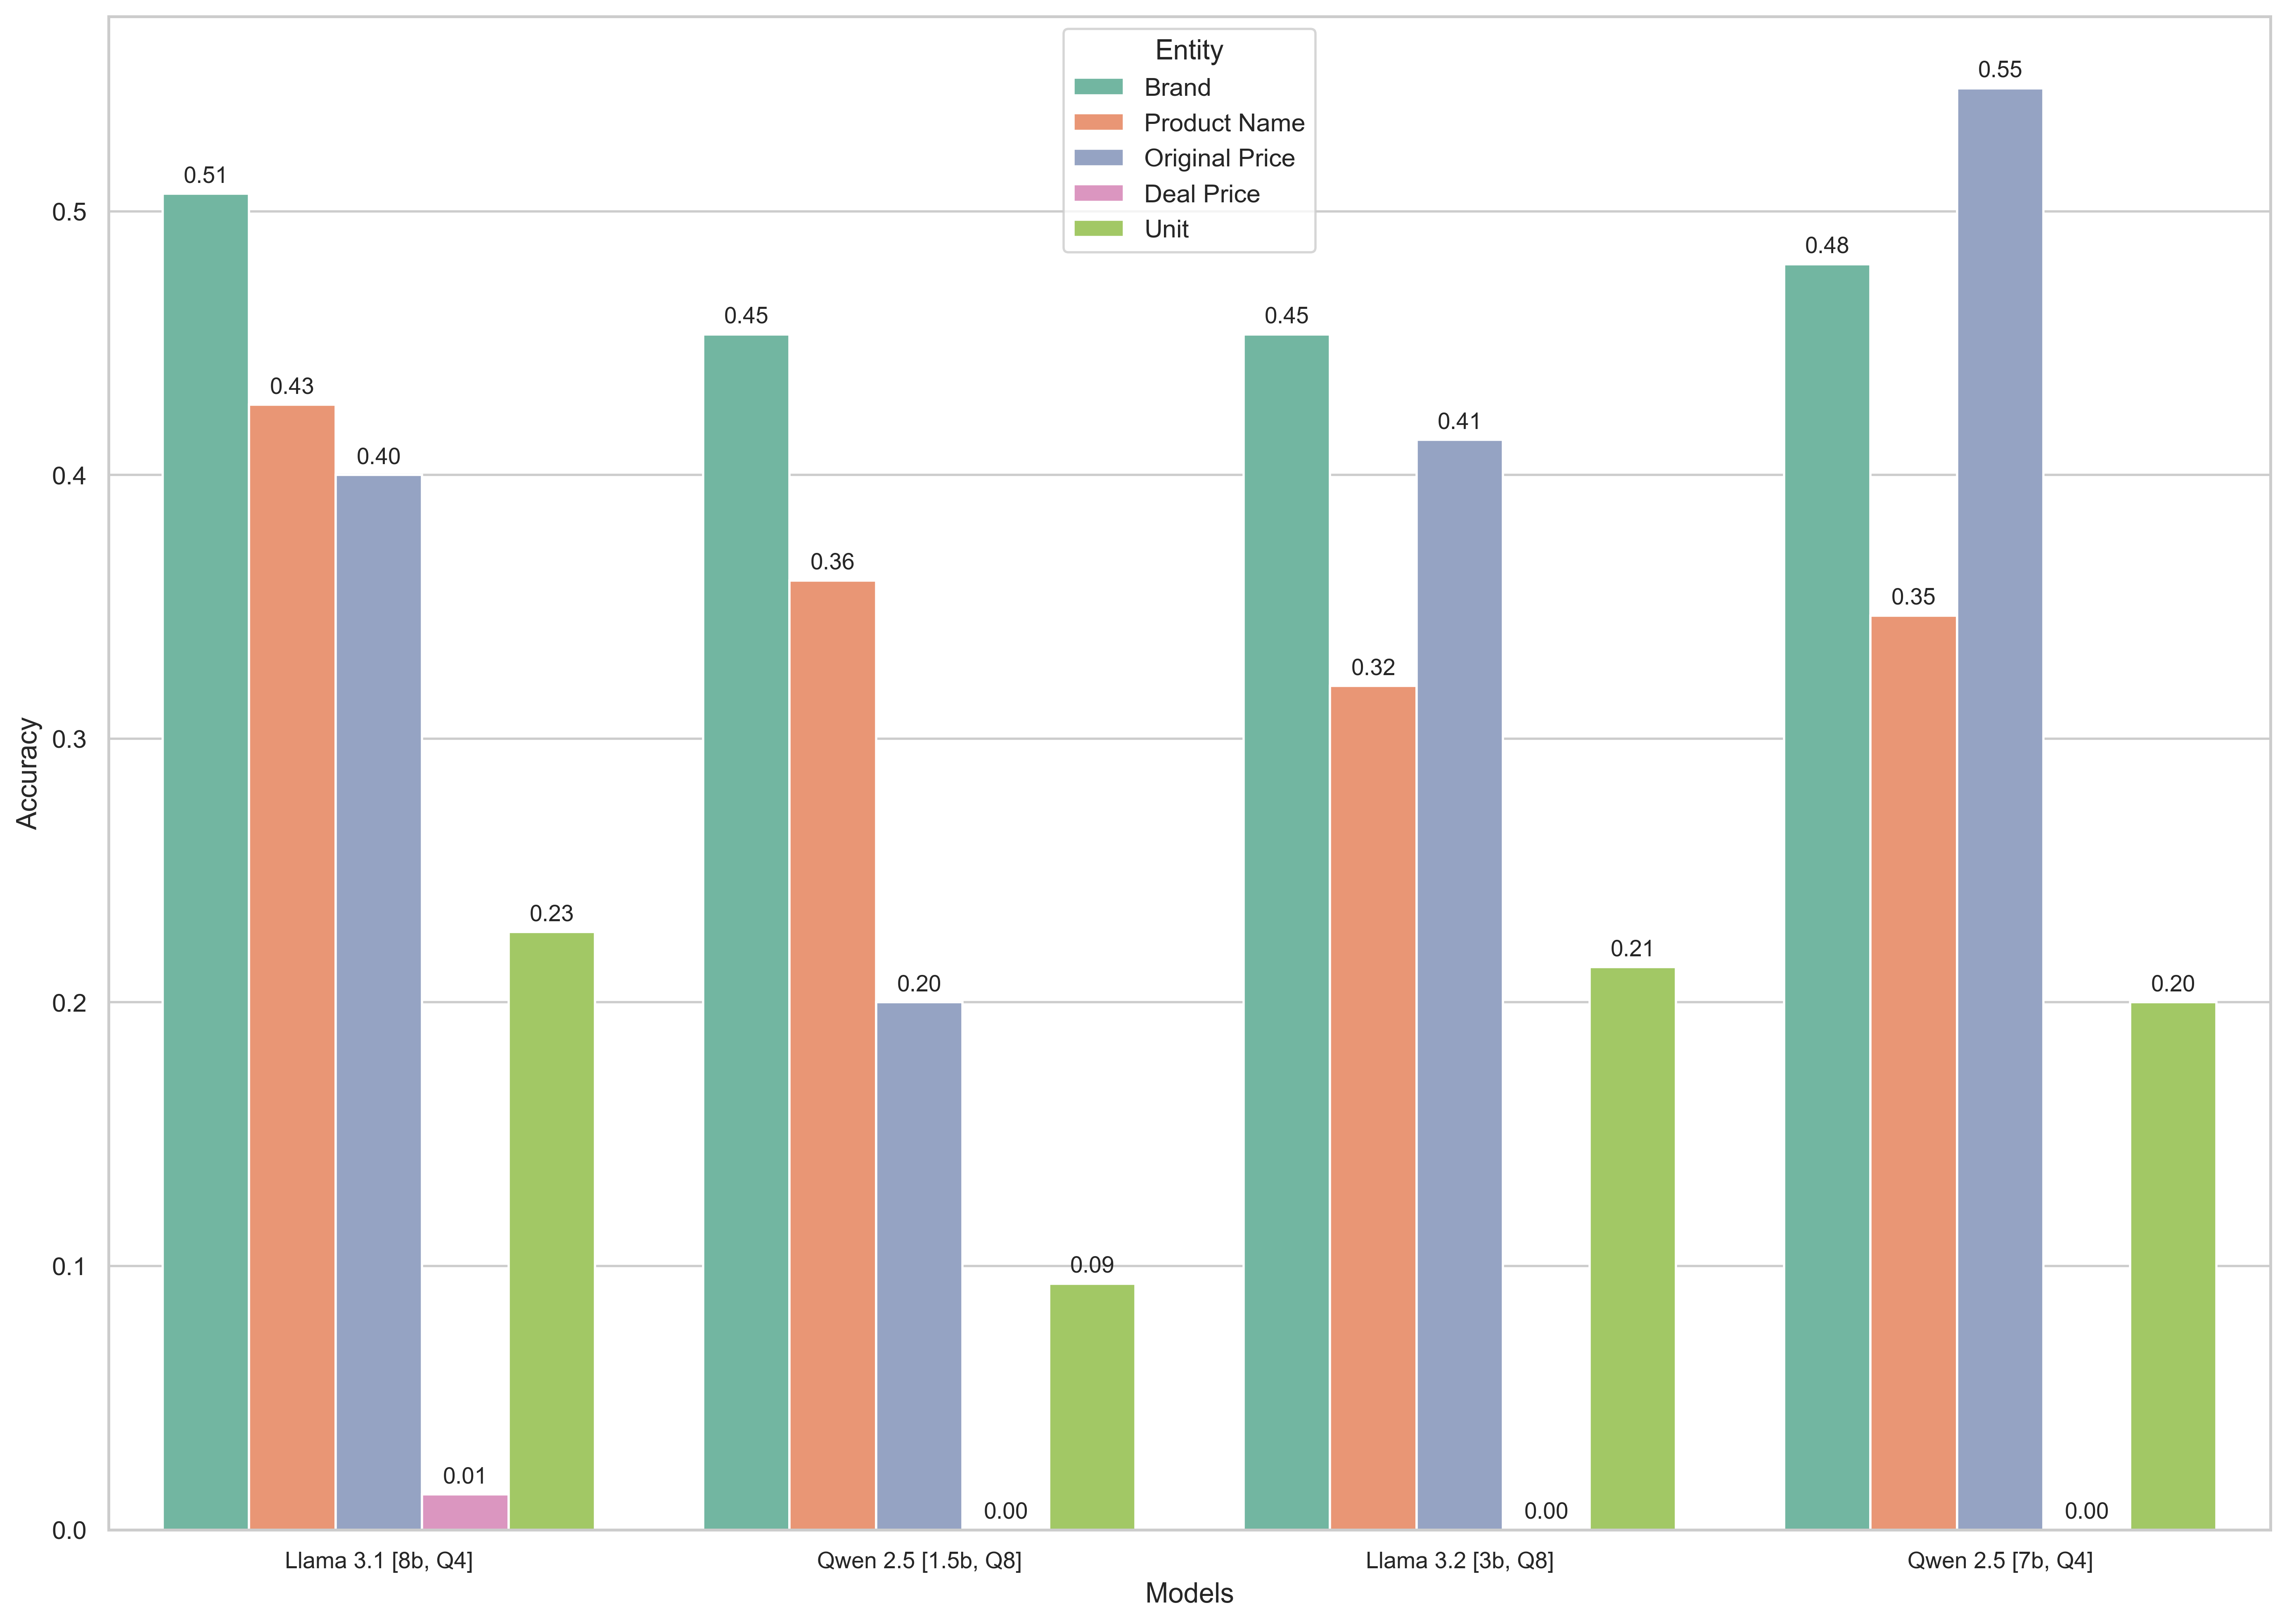 Entity
Brand
Product Name
Original Price
Deal Price
Unit
Accuracy
0.5
0.4
0.3
0.2
0.1
0.0
0.51
0.43
0.40
0.01
0.23
0.45
0.36
0.20
0.00
0.09
0.45
0.32
0.41
0.00
0.21
0.48
0.35
0.55
0.00
0.20
Llama 3.1 [8b, Q4]
Qwen 2.5 [1.5b, Q8]
Llama 3.2 [3b, Q8]
Qwen 2.5 [7b, Q4]
Models